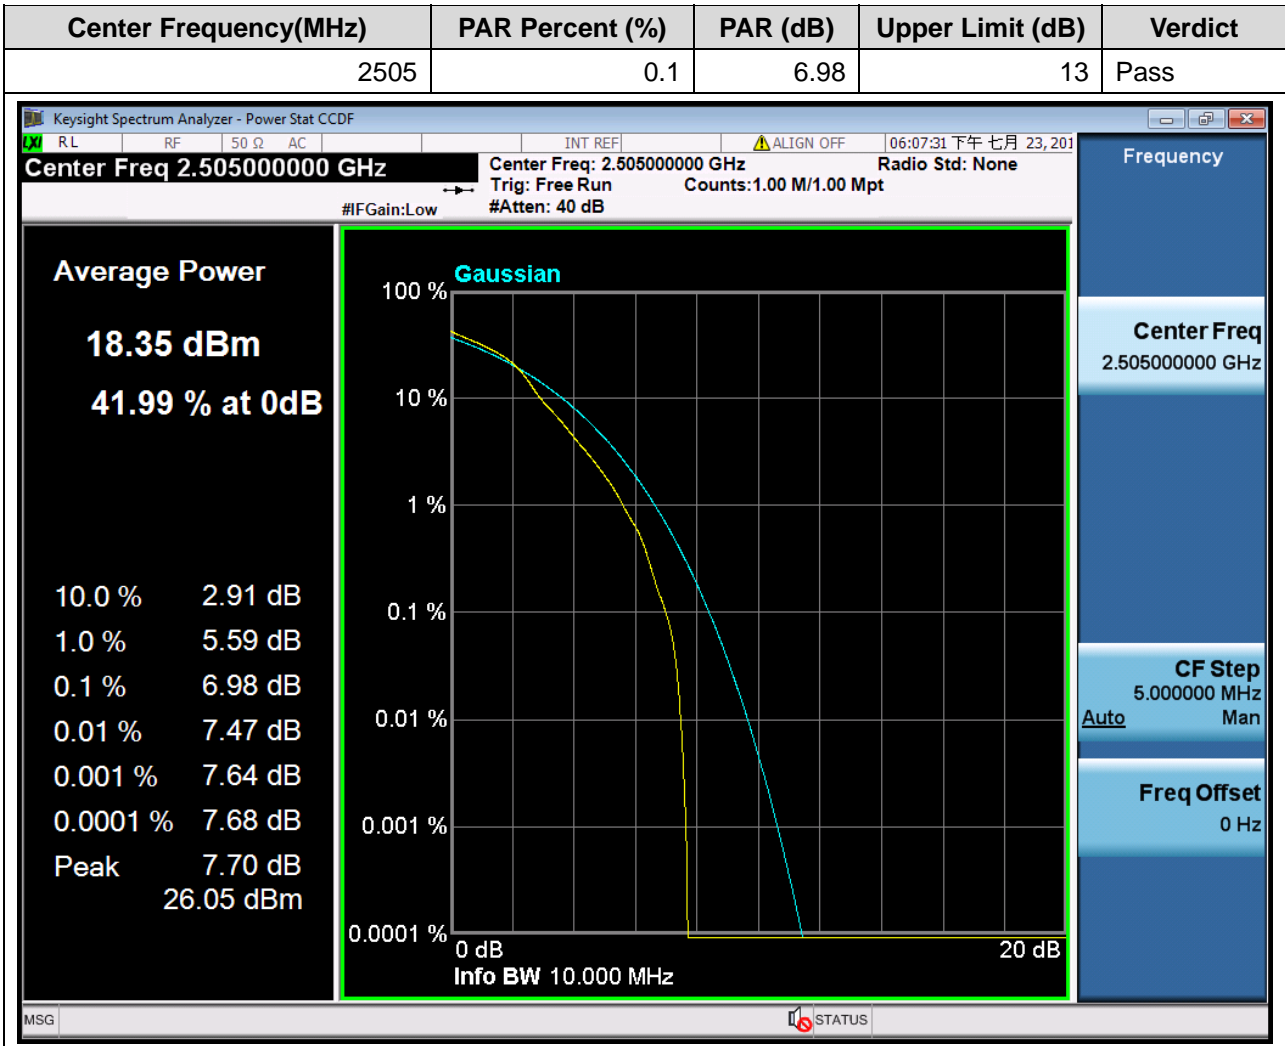 Center Frequency(MHz) PAR Percent (%) PAR (dB) Upper Limit (dB) Verdict
2505 0.1 6.98 13 Pass
Keysight Spectrum Analyzer - Power Stat CCDF
LXI RL RF 50 Ω AC INT REF ALIGN OFF 06:07:31 下午 七月 23, 201
Center Freq 2.505000000 GHz
Center Freq: 2.505000000 GHz Radio Std: None
Trig: Free Run Counts:1.00 M/1.00 Mpt
#IFGain:Low #Atten: 40 dB
Average Power
18.35 dBm
41.99 % at 0dB
10.0 % 2.91 dB
1.0 % 5.59 dB
0.1 % 6.98 dB
0.01 % 7.47 dB
0.001 % 7.64 dB
0.0001 % 7.68 dB
Peak 7.70 dB
26.05 dBm
Gaussian
100 %
10 %
1 %
0.1 %
0.01 %
0.001 %
0.0001 %
0 dB 20 dB
Info BW 10.000 MHz
Frequency
Center Freq
2.505000000 GHz
CF Step
5.000000 MHz
Auto Man
Freq Offset
0 Hz
MSG STATUS